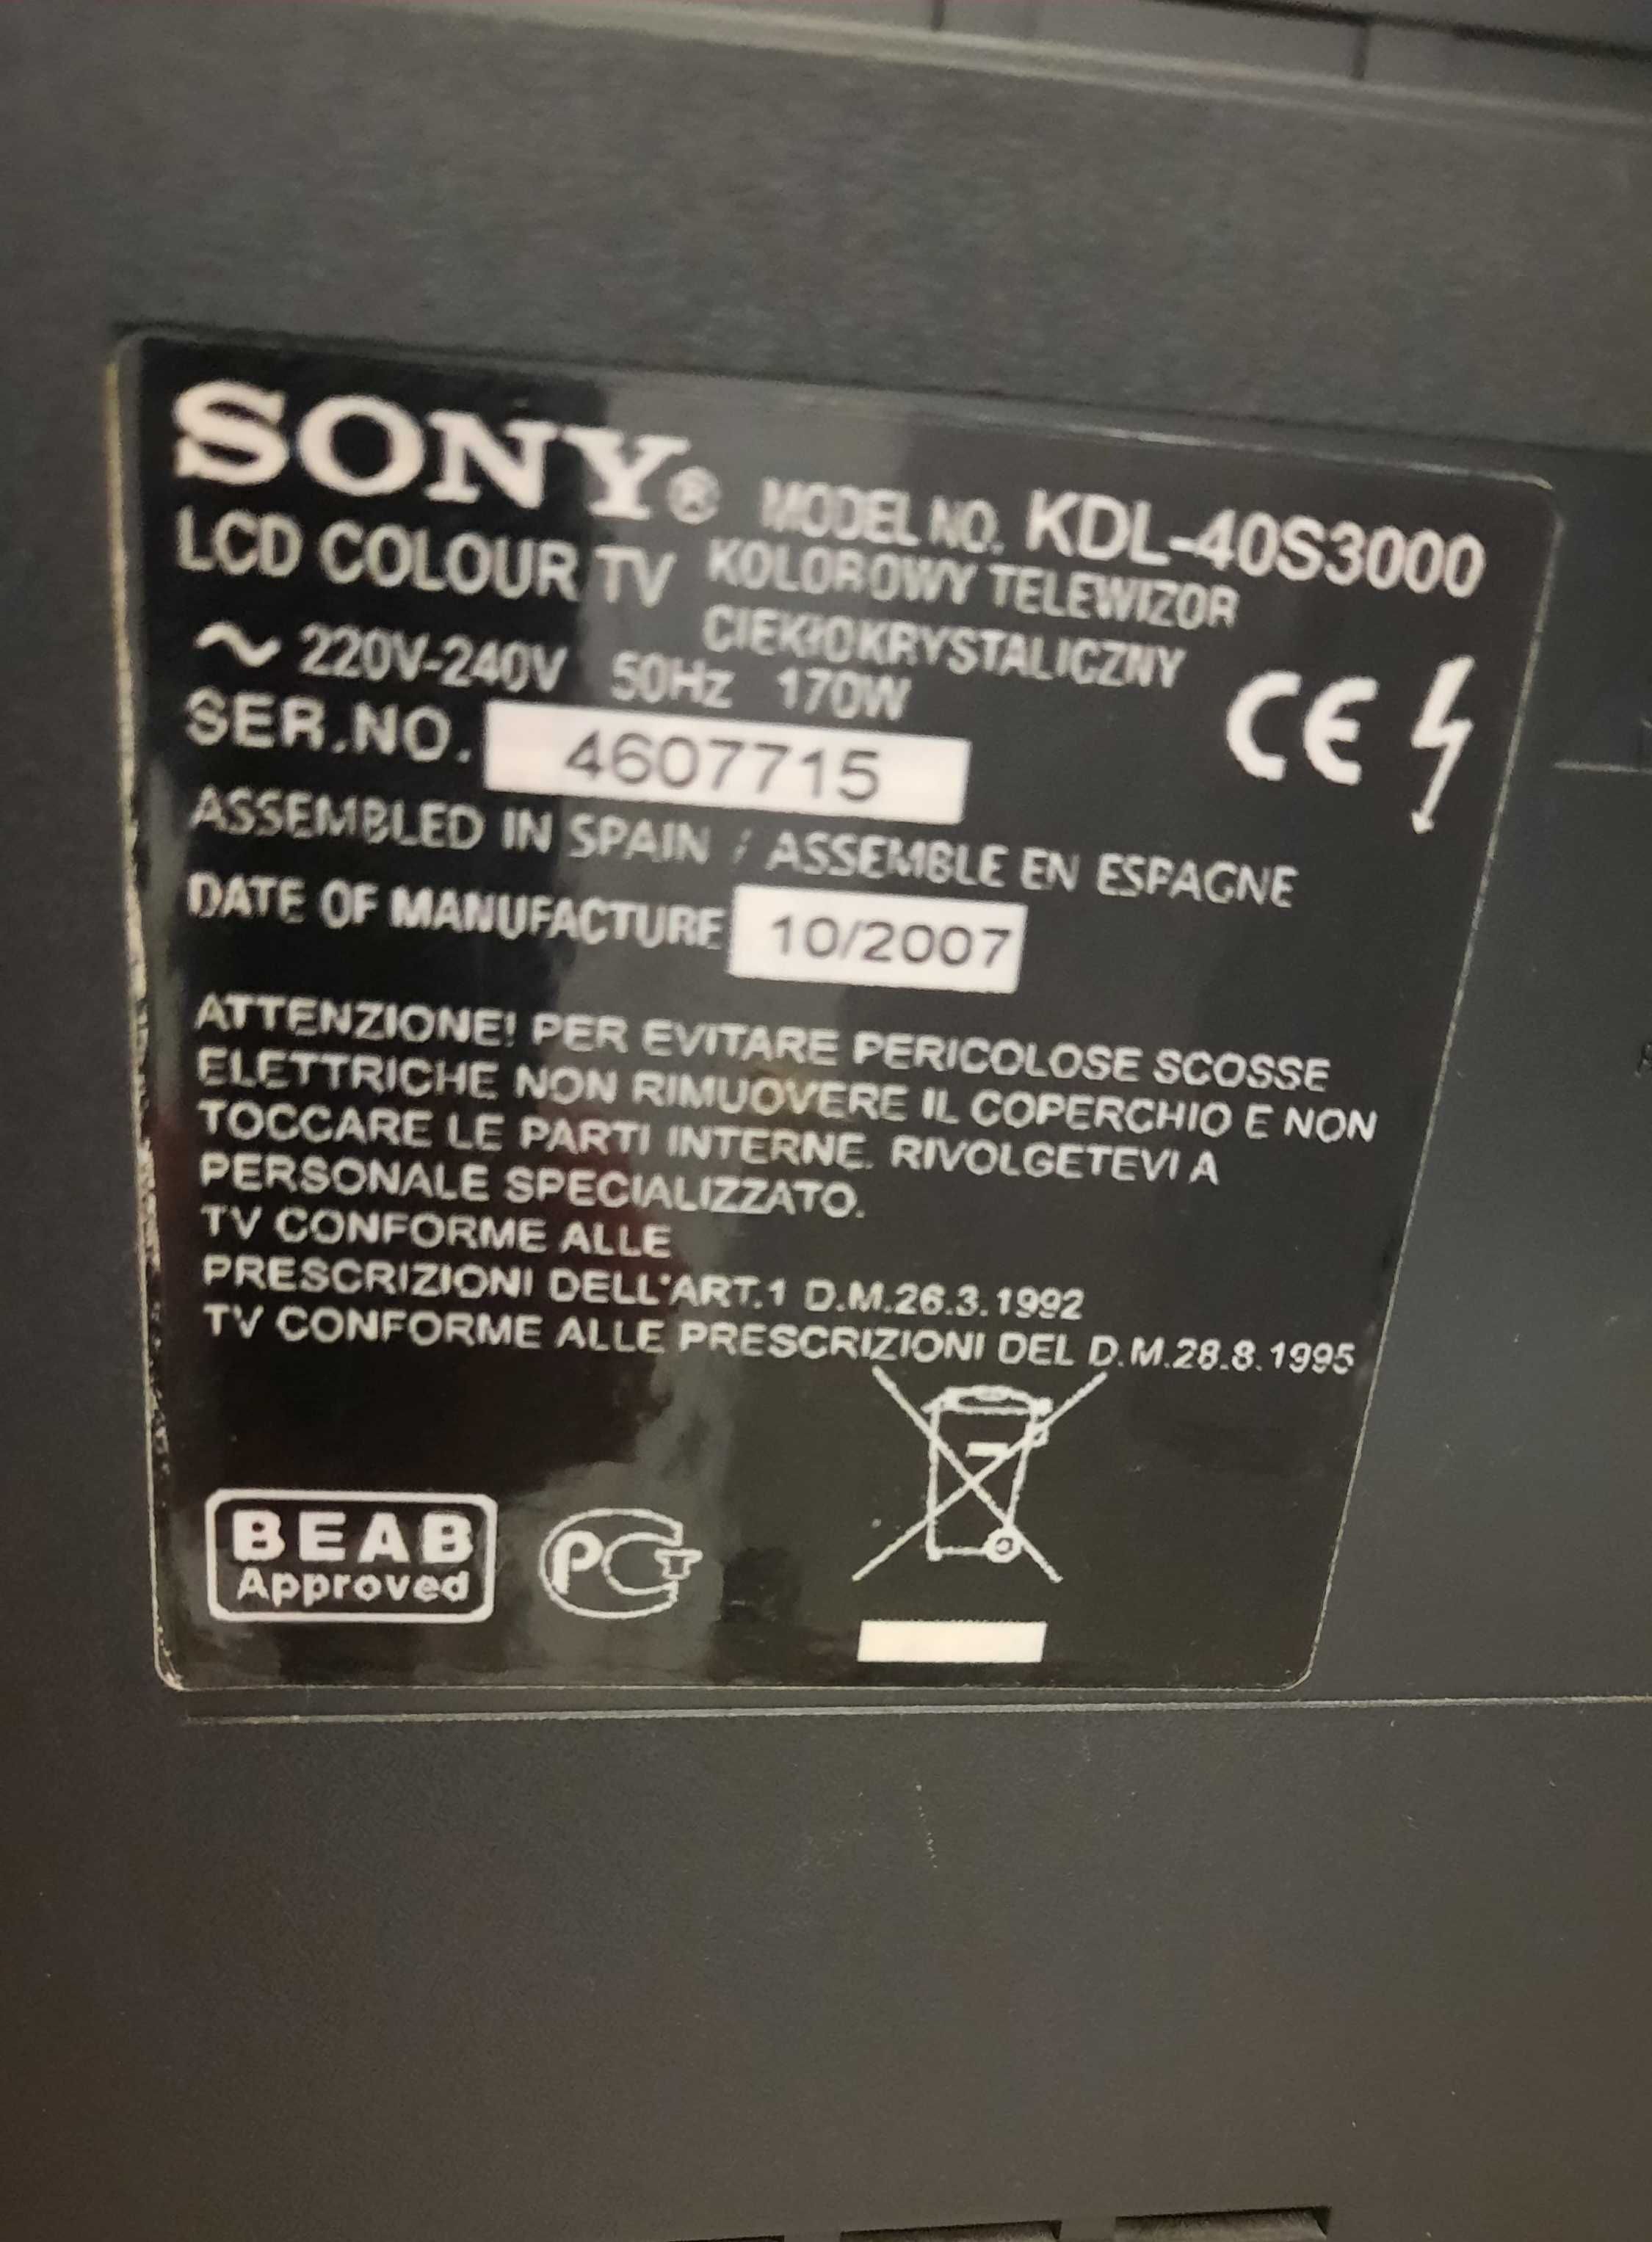 SONY® MODEL NO. KDL-40S3000
LCD COLOUR TV KOLOROWY TELEWIZOR
CIEKŁOKRYSTALICZNY
~ 220V-240V 50Hz 170W
CE
SER.NO. 4607715
ASSEMBLED IN SPAIN / ASSEMBLE EN ESPAGNE
DATE OF MANUFACTURE 10/2007
ATTENZIONE! PER EVITARE PERICOLOSE SCOSSE
ELETTRICHE NON RIMUOVERE IL COPERCHIO E NON
TOCCARE LE PARTI INTERNE. RIVOLGETEVI A
PERSONALE SPECIALIZZATO.
TV CONFORME ALLE
PRESCRIZIONI DELL'ART.1 D.M.26.3.1992
TV CONFORME ALLE PRESCRIZIONI DEL D.M.28.8.1995
BEAB
Approved
PCT